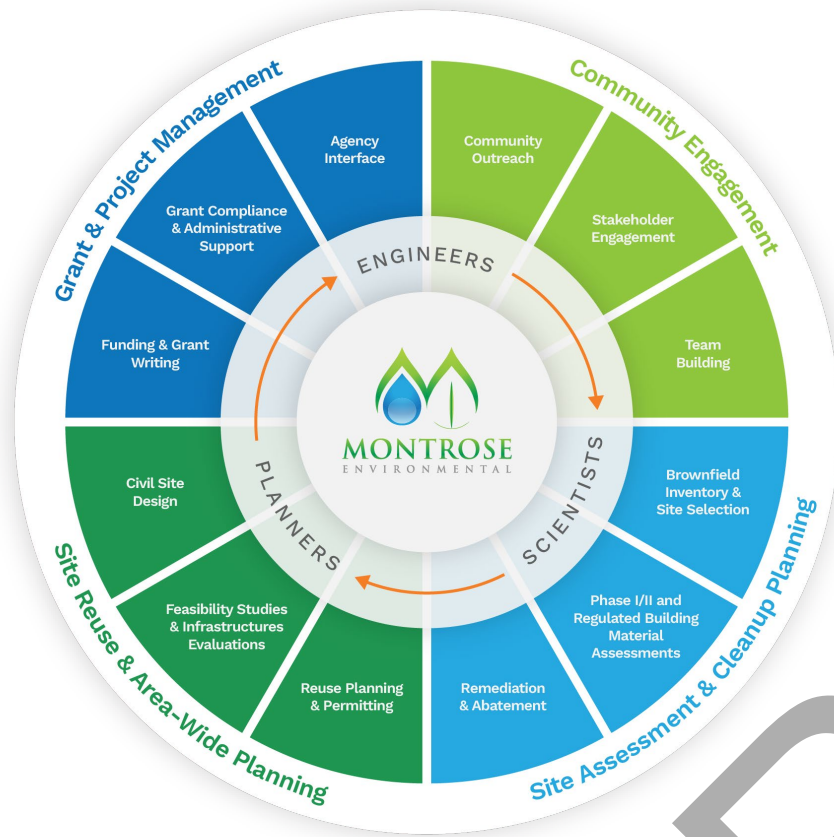 Grant & Project Management
Community Engagement
Agency
Interface
Community
Outreach
Grant Compliance
& Administrative
Support
Stakeholder
Engagement
Funding & Grant
Writing
Team
Building
ENGINEERS
SCIENTISTS
PLANNERS
MONTROSE
ENVIRONMENTAL
Civil Site
Design
Brownfield
Inventory &
Site Selection
Feasibility Studies
& Infrastructures
Evaluations
Phase I/II and
Regulated Building
Material
Assessments
Reuse Planning
& Permitting
Remediation
& Abatement
Site Reuse & Area-Wide Planning
Site Assessment & Cleanup Planning